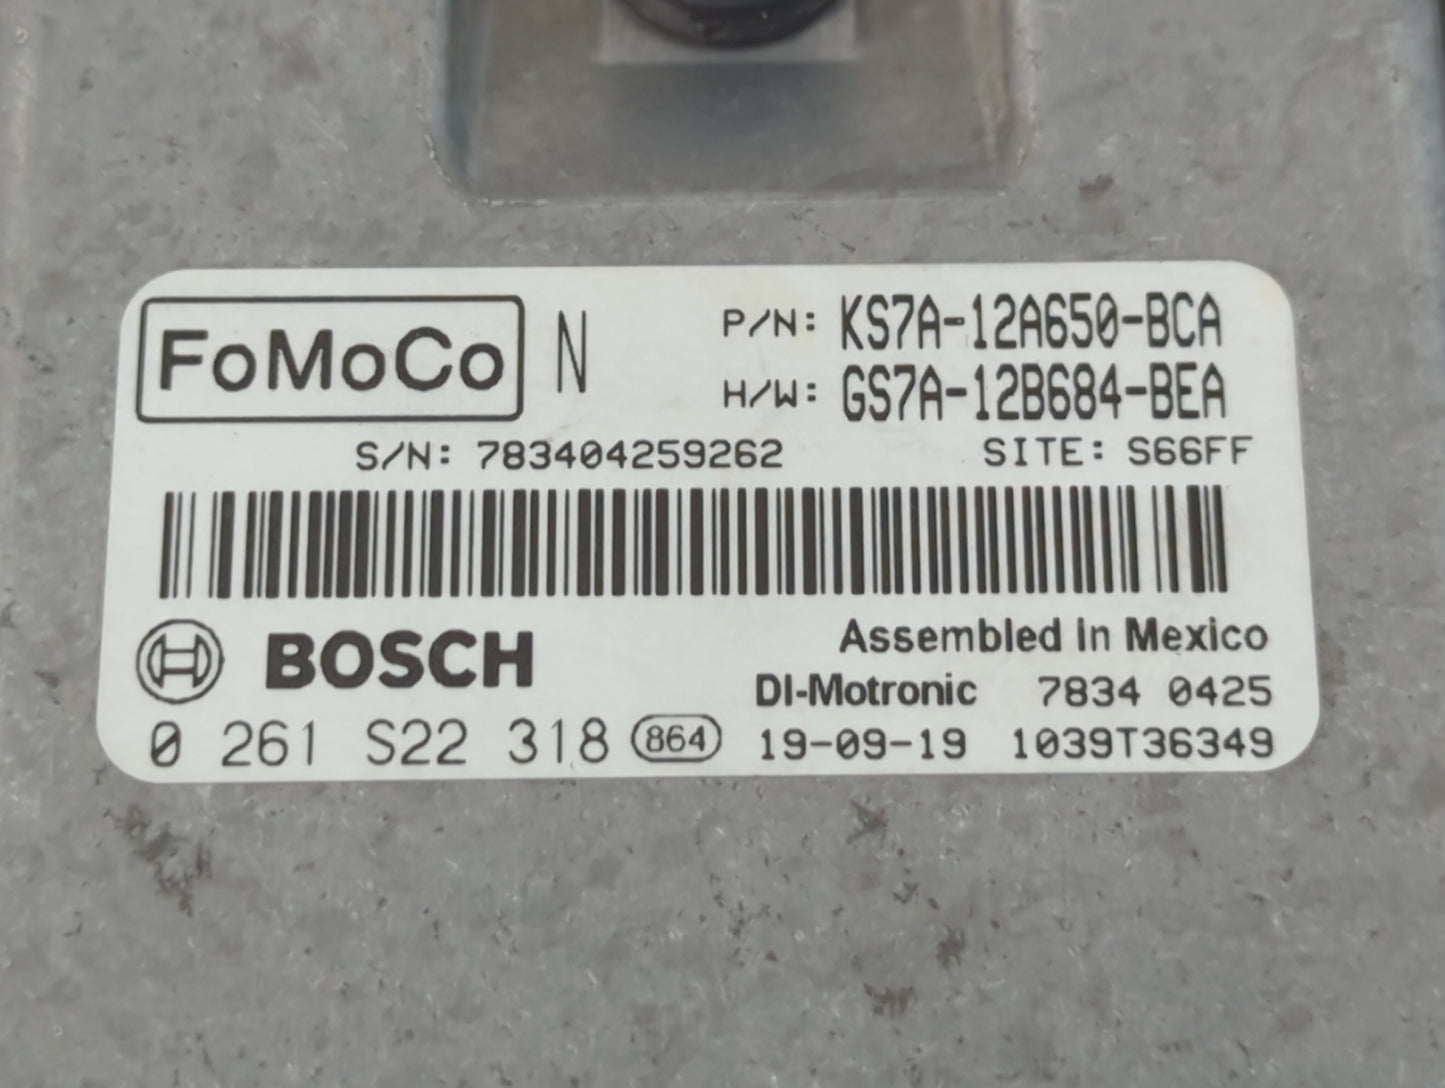 FoMoCo N P/N: KS7A-12A650-BCA
H/W: GS7A-12B684-BEA
S/N: 783404259262 SITE: S66FF
BOSCH Assembled in Mexico
DI-Motronic 7834 0425
0 261 S22 318 864 19-09-19 1039T36349